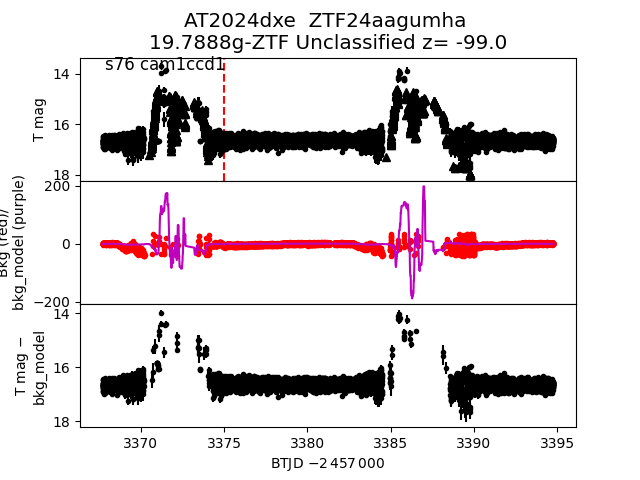 AT2024dxe  ZTF24aagumha
19.7888g-ZTF Unclassified z= -99.0
s76 cam1ccd1
T mag
14
16
18
Bkg (red)/
bkg_model (purple)
200
0
−200
T mag −
bkg_model
14
16
18
3370
3375
3380
3385
3390
3395
BTJD −2 457 000